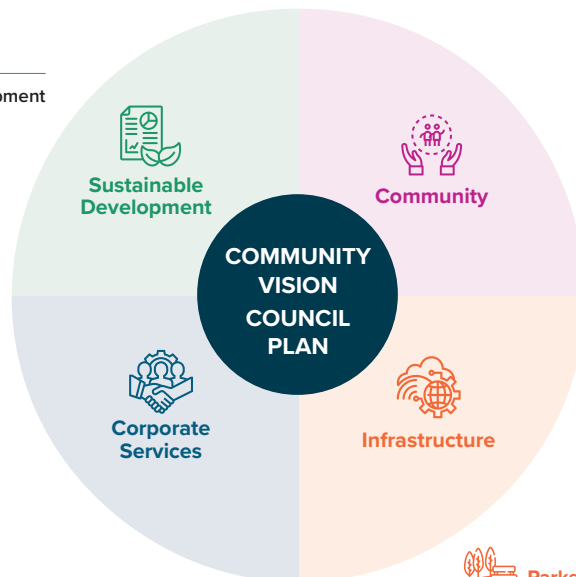 Sustainable
Development
Community
COMMUNITY
VISION
COUNCIL
PLAN
Corporate
Services
Infrastructure